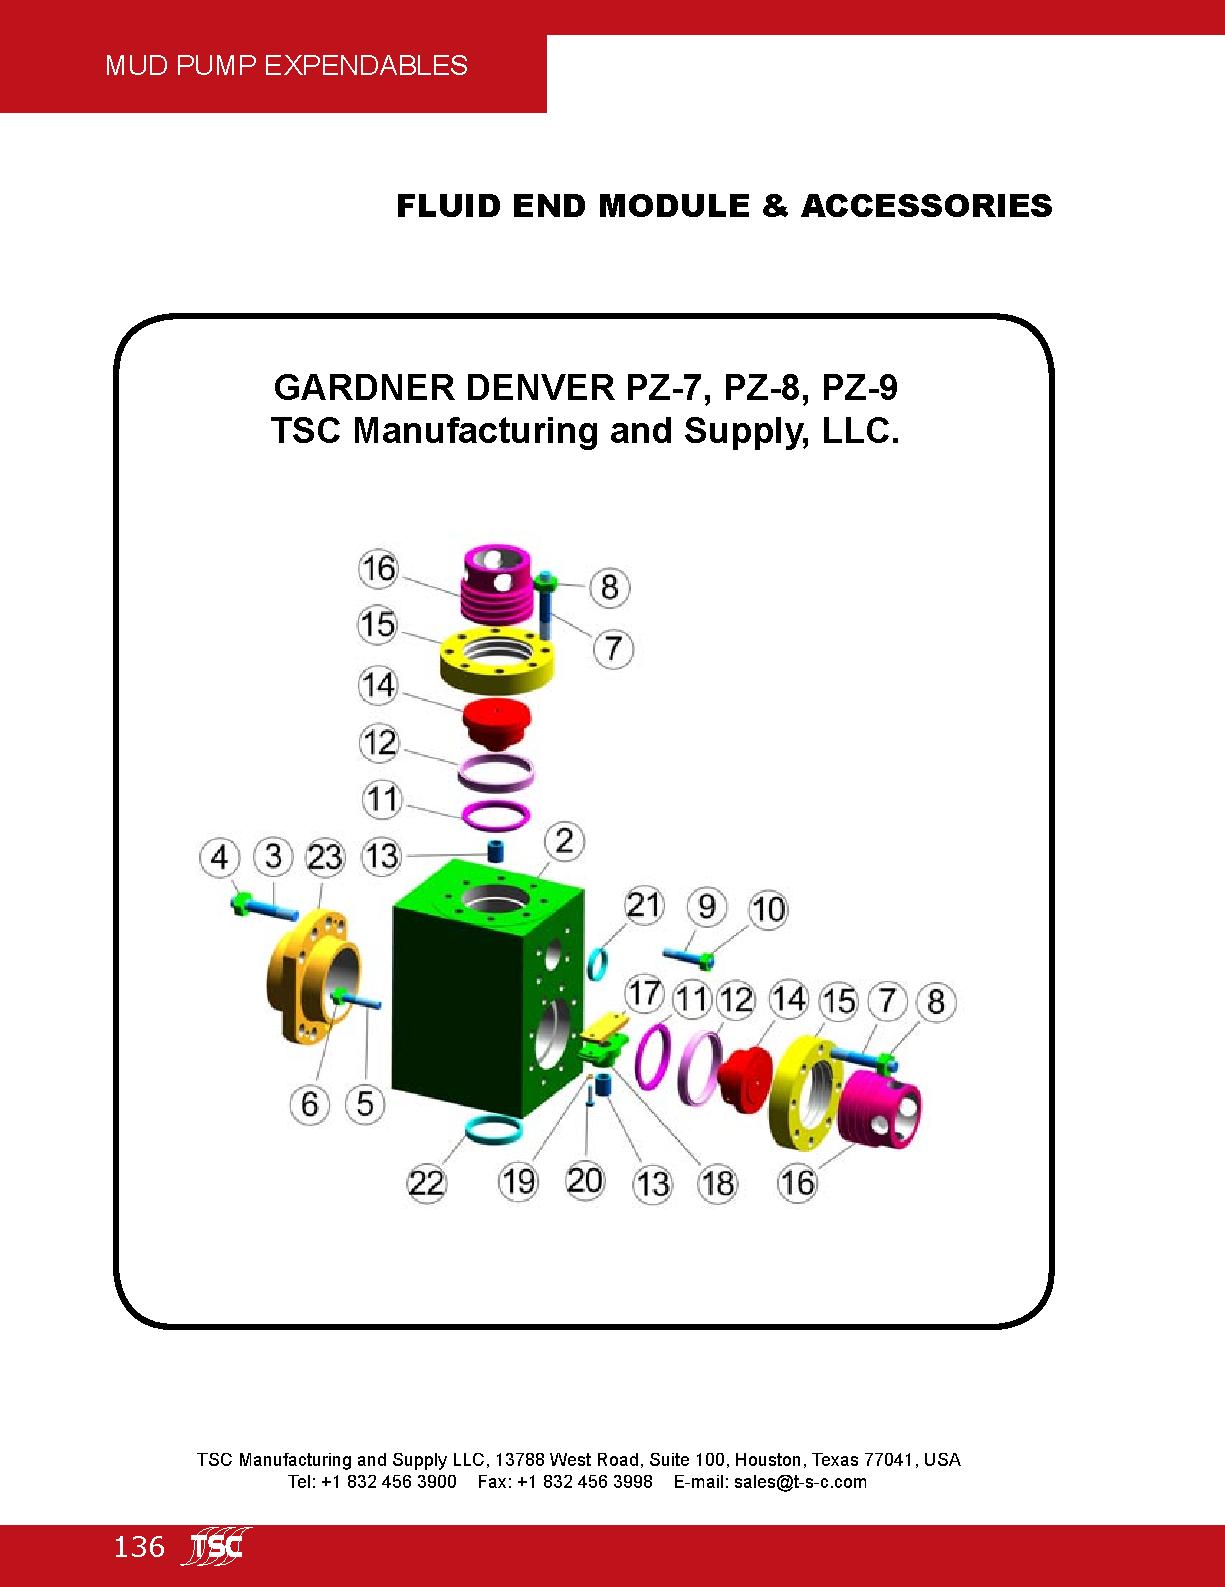 MUD PUMP EXPENDABLES
FLUID END MODULE & ACCESSORIES
GARDNER DENVER PZ-7, PZ-8, PZ-9
TSC Manufacturing and Supply, LLC.
16
8
15
7
14
12
11
2
4 3 23 13
21 9 10
17 11 12 14 15 7 8
6 5
22 19 20 13 18 16
TSC Manufacturing and Supply LLC, 13788 West Road, Suite 100, Houston, Texas 77041, USA
Tel: +1 832 456 3900 Fax: +1 832 456 3998 E-mail: sales@t-s-c.com
136 TSC